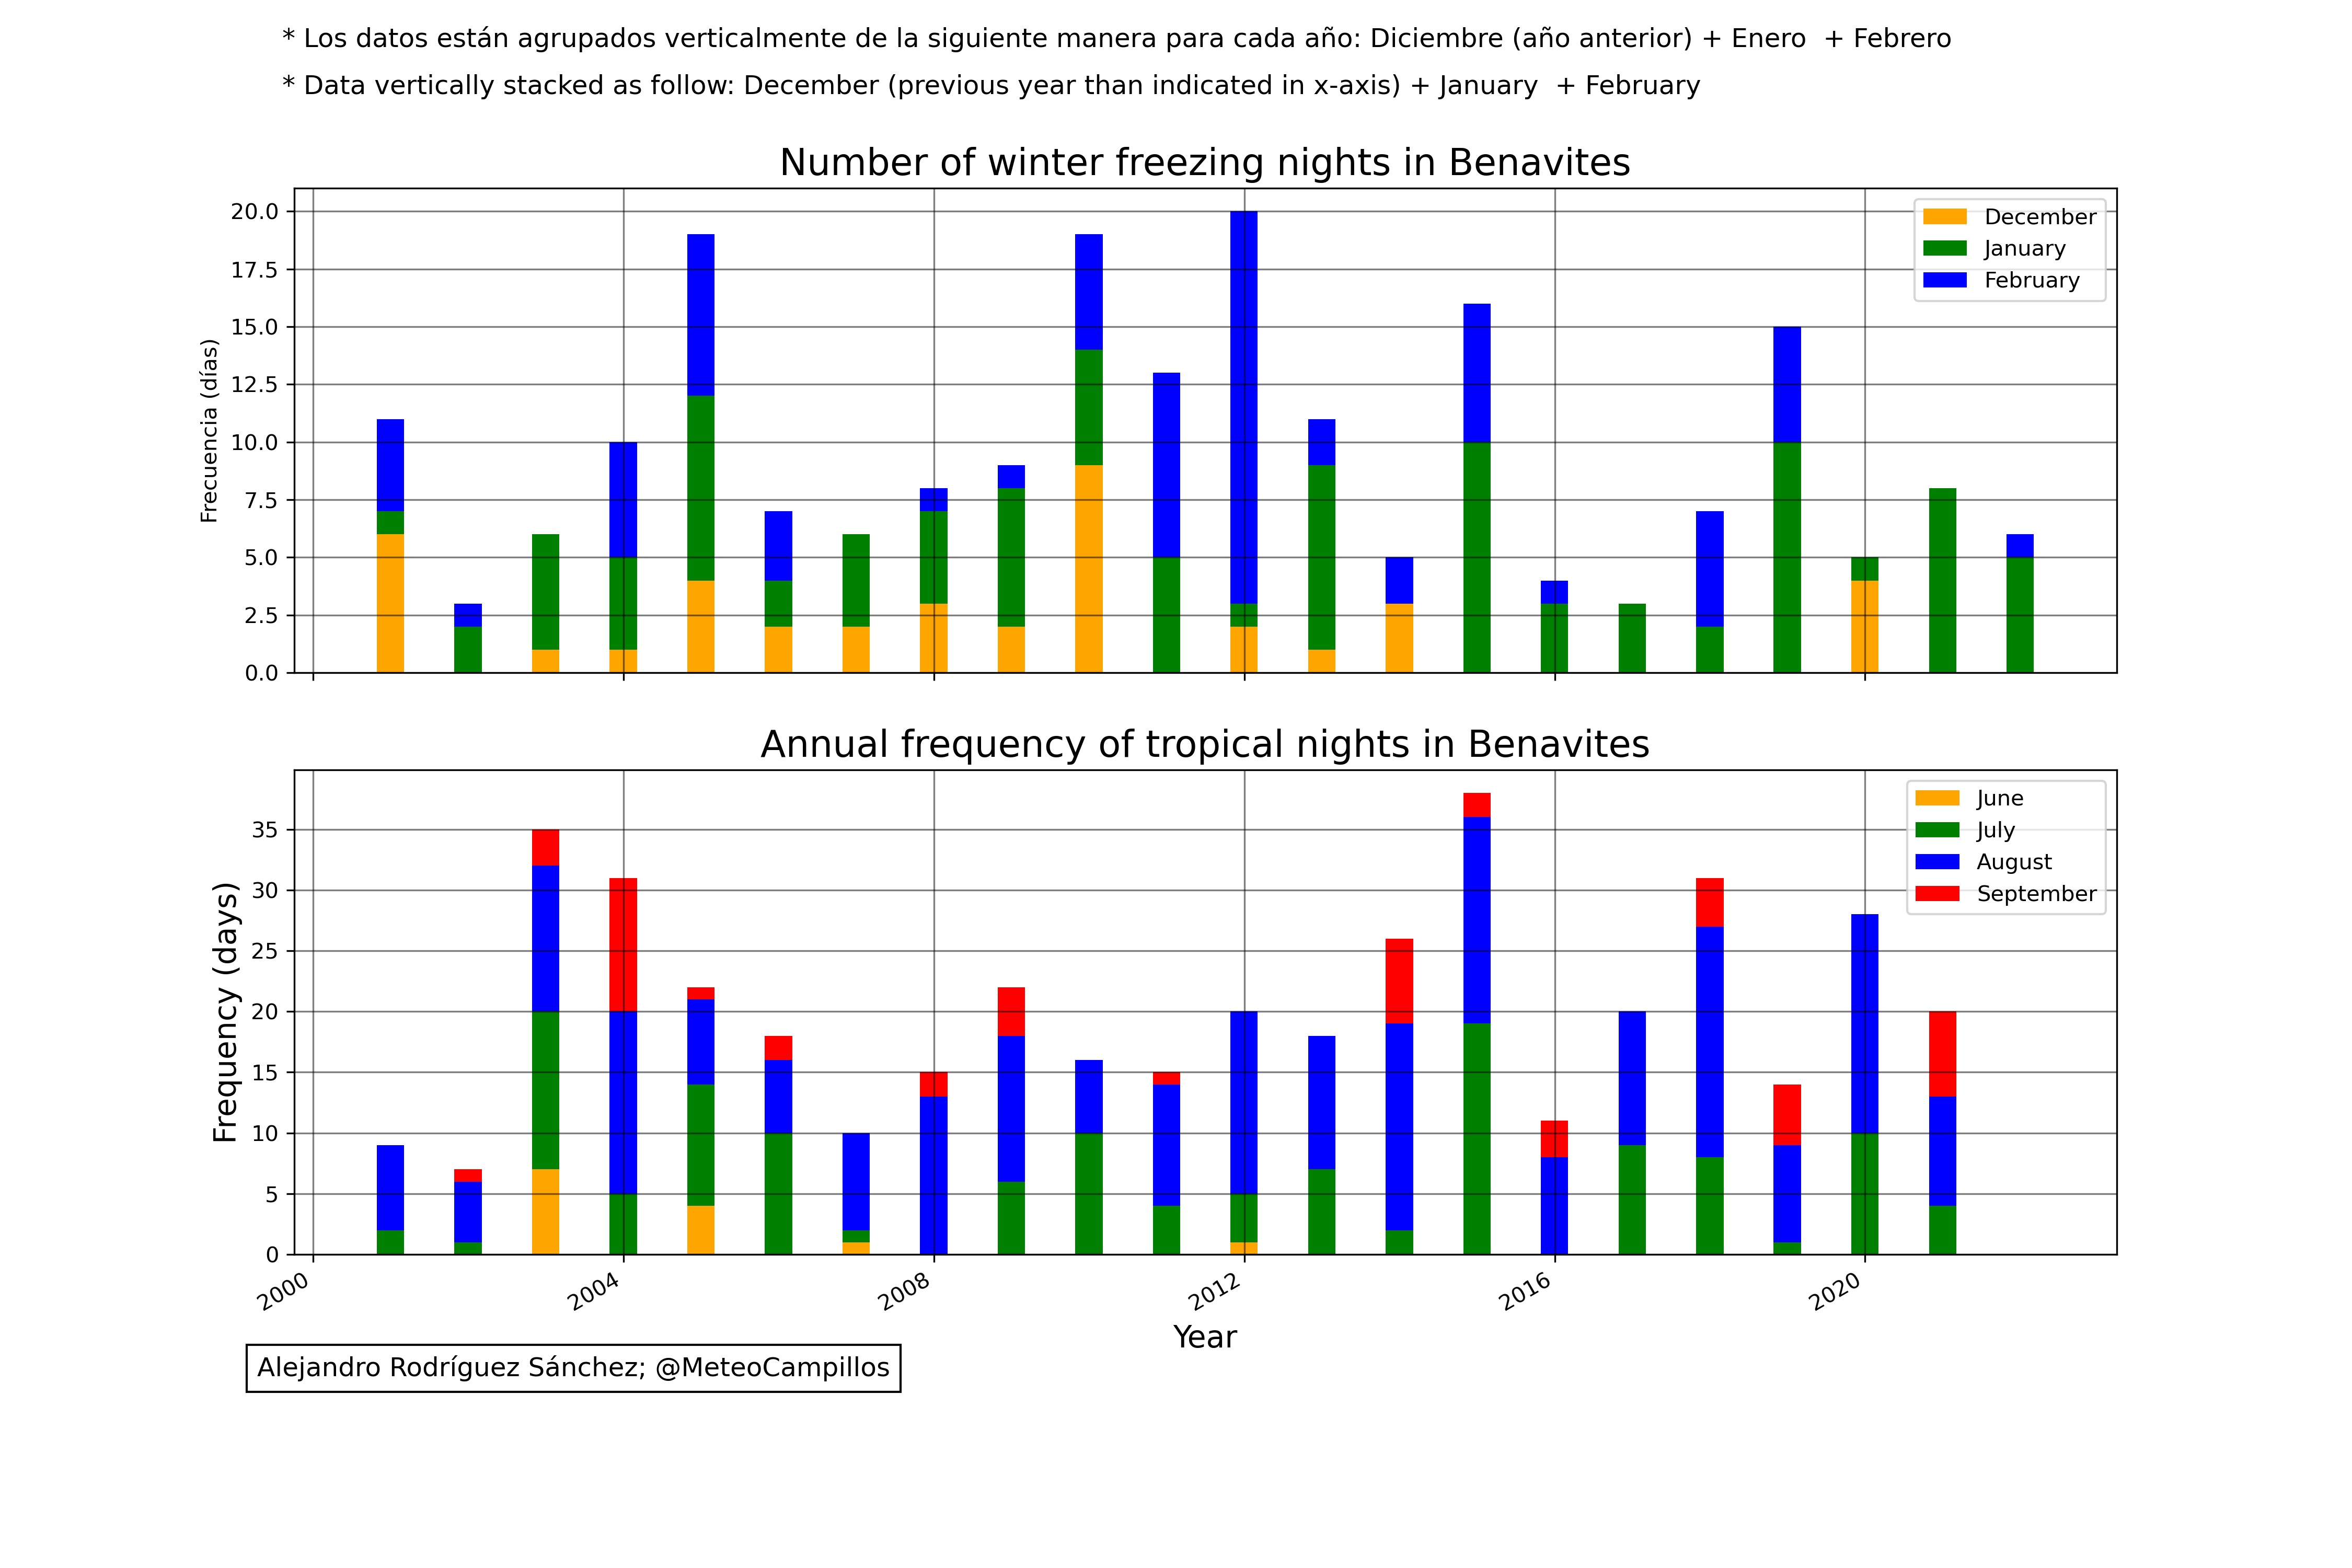 * Los datos están agrupados verticalmente de la siguiente manera para cada año: Diciembre (año anterior) + Enero  + Febrero
* Data vertically stacked as follow: December (previous year than indicated in x-axis) + January  + February
Number of winter freezing nights in Benavites
Frecuencia (días)
20.0
17.5
15.0
12.5
10.0
7.5
5.0
2.5
0.0
December
January
February
Annual frequency of tropical nights in Benavites
Frequency (days)
35
30
25
20
15
10
5
0
June
July
August
September
2000
2004
2008
2012
2016
2020
Year
Alejandro Rodríguez Sánchez; @MeteoCampillos